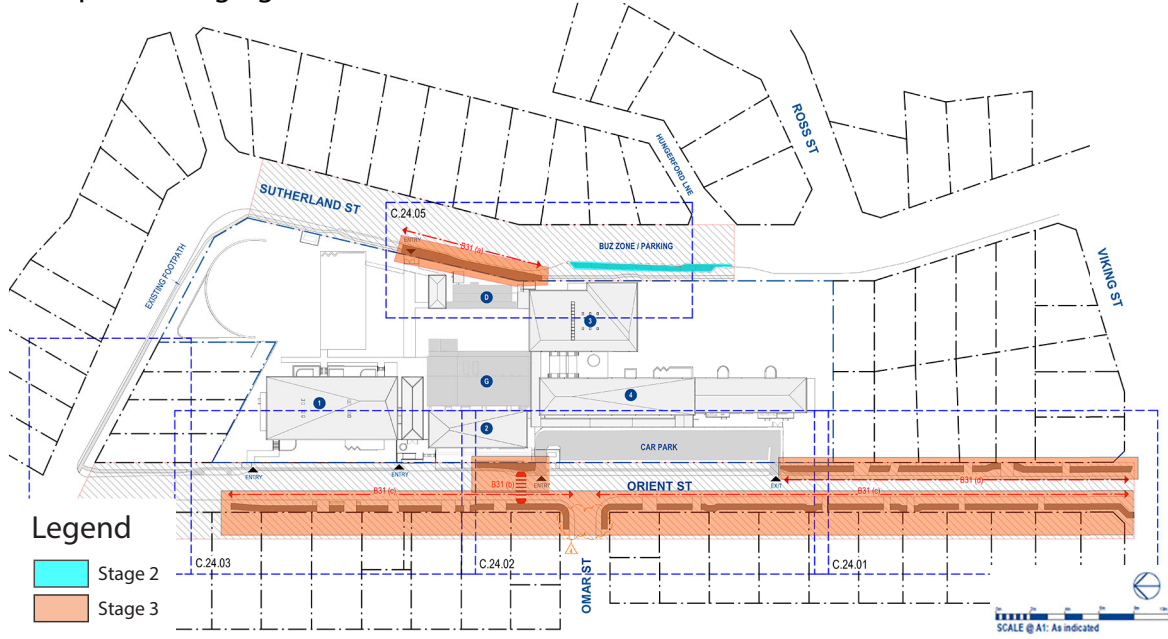 ROSS ST
HUNGERFORD LNE
SUTHERLAND ST
C.24.05
ENTRY
B31 (a)
BUZ ZONE / PARKING
EXISTING FOOTPATH
VIKING ST
D
3
G
4
1
2
CAR PARK
ENTRY
ENTRY
B31 (b)
ENTRY
ORIENT ST
EXIT
B31 (d)
B31 (c)
B31 (c)
Legend
Stage 2
Stage 3
C.24.03
C.24.02
C.24.01
OMAR ST
SCALE @ A1: As indicated